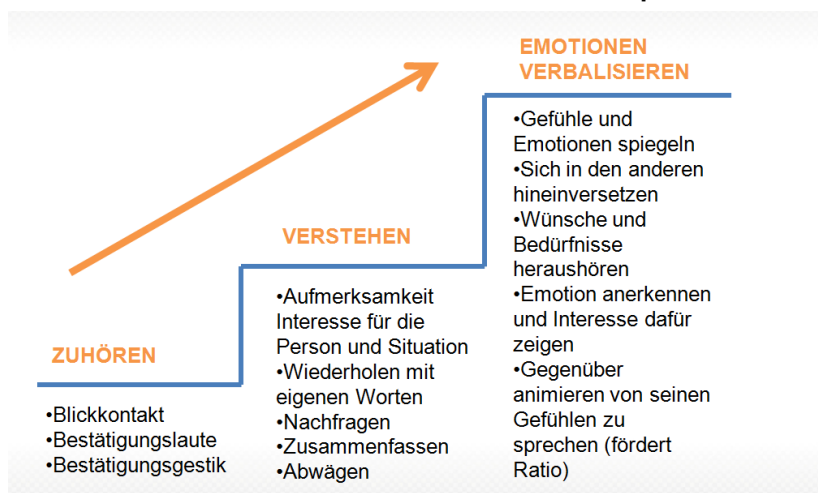 ZUHÖREN
•Blickkontakt
•Bestätigungslaute
•Bestätigungsgestik
VERSTEHEN
•Aufmerksamkeit
Interesse für die
Person und Situation
•Wiederholen mit
eigenen Worten
•Nachfragen
•Zusammenfassen
•Abwägen
EMOTIONEN
VERBALISIEREN
•Gefühle und
Emotionen spiegeln
•Sich in den anderen
hineinversetzen
•Wünsche und
Bedürfnisse
heraushören
•Emotion anerkennen
und Interesse dafür
zeigen
•Gegenüber
animieren von seinen
Gefühlen zu
sprechen (fördert
Ratio)